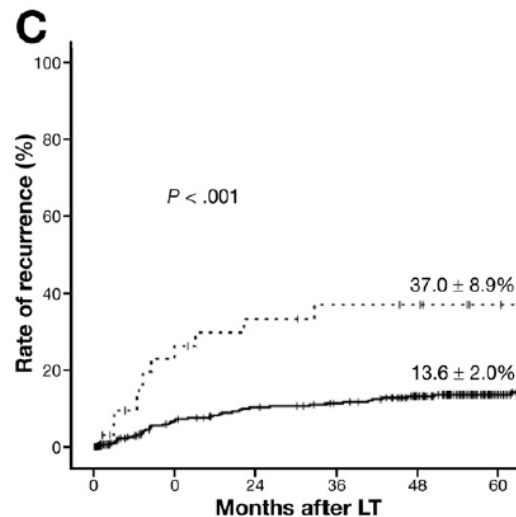 C
Rate of recurrence (%)
100
80
60
40
20
0
P < .001
37.0 ± 8.9%
13.6 ± 2.0%
0 0 24 36 48 60
Months after LT